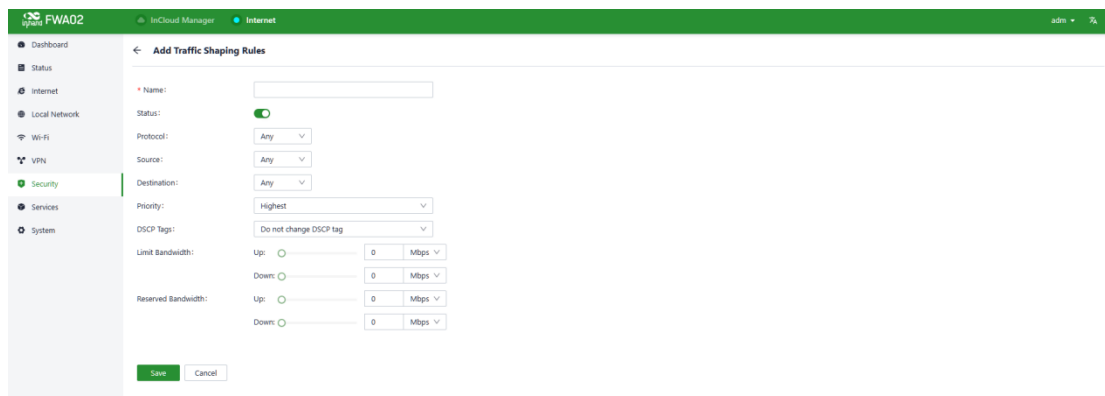 inhand FWA02
InCloud Manager
Internet
adm
Dashboard
Status
Internet
Local Network
Wi-Fi
VPN
Security
Services
System
Add Traffic Shaping Rules
* Name:
Status:
Protocol: Any
Source: Any
Destination: Any
Priority: Highest
DSCP Tags: Do not change DSCP tag
Limit Bandwidth: Up: 0 Mbps
Down: 0 Mbps
Reserved Bandwidth: Up: 0 Mbps
Down: 0 Mbps
Save Cancel